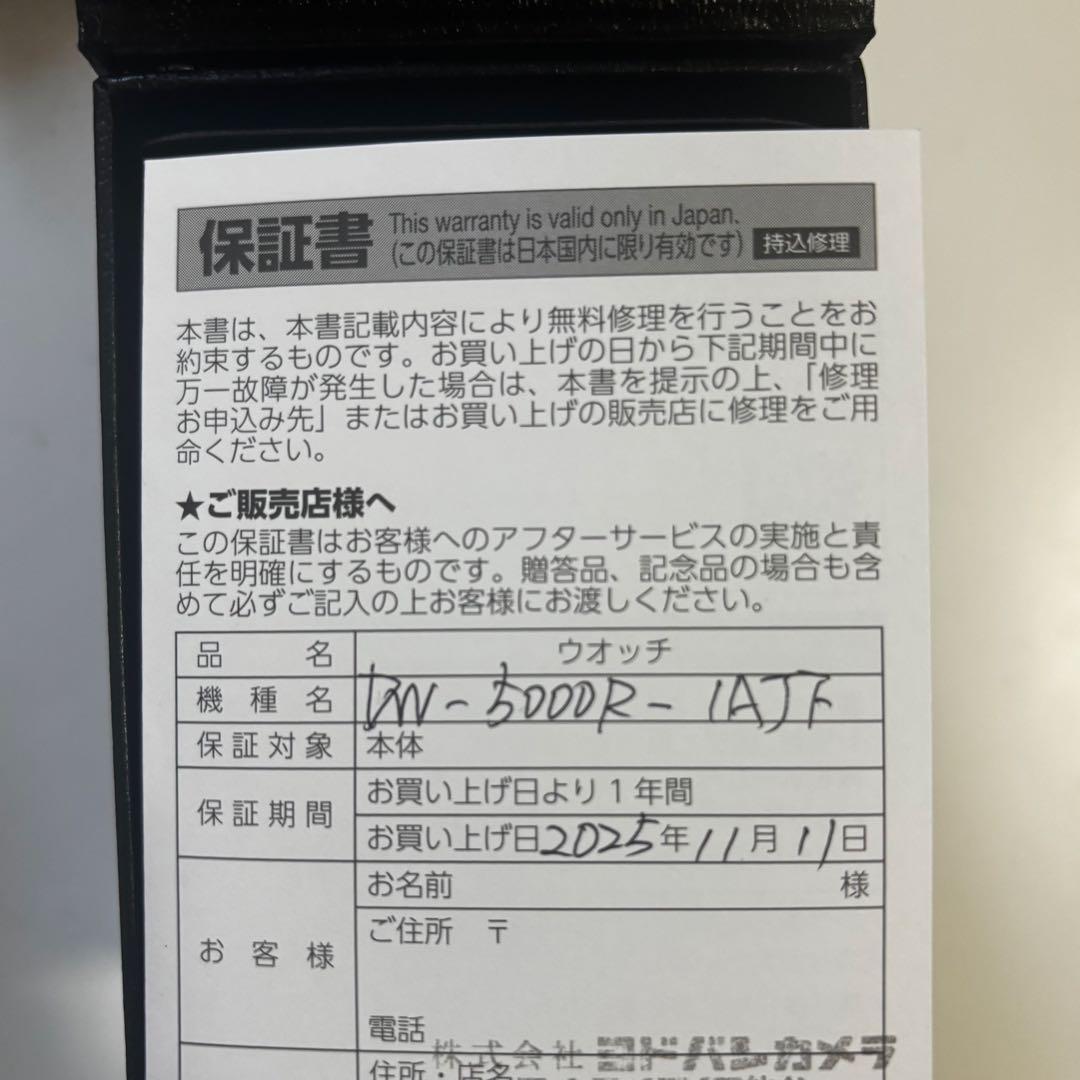 保証書 This warranty is valid only in Japan.
(この保証書は日本国内に限り有効です) 持込修理
本書は、本書記載内容により無料修理を行うことをお
約束するものです。お買い上げの日から下記期間中に
万一故障が発生した場合は、本書を提示の上、「修理
お申込み先」またはお買い上げの販売店に修理をご用
命ください。
★ご販売店様へ
この保証書はお客様へのアフターサービスの実施と責
任を明確にするものです。贈答品、記念品の場合も含
めて必ずご記入の上お客様にお渡しください。
品名 ウオッチ
機種名 DW-5000R-1AJF
保証対象 本体
保証期間 お買い上げ日より1年間
お買い上げ日2025年11月11日
お客様 お名前 様
ご住所 〒
電話
株式会社ヨドバシカメラ
住所・店名